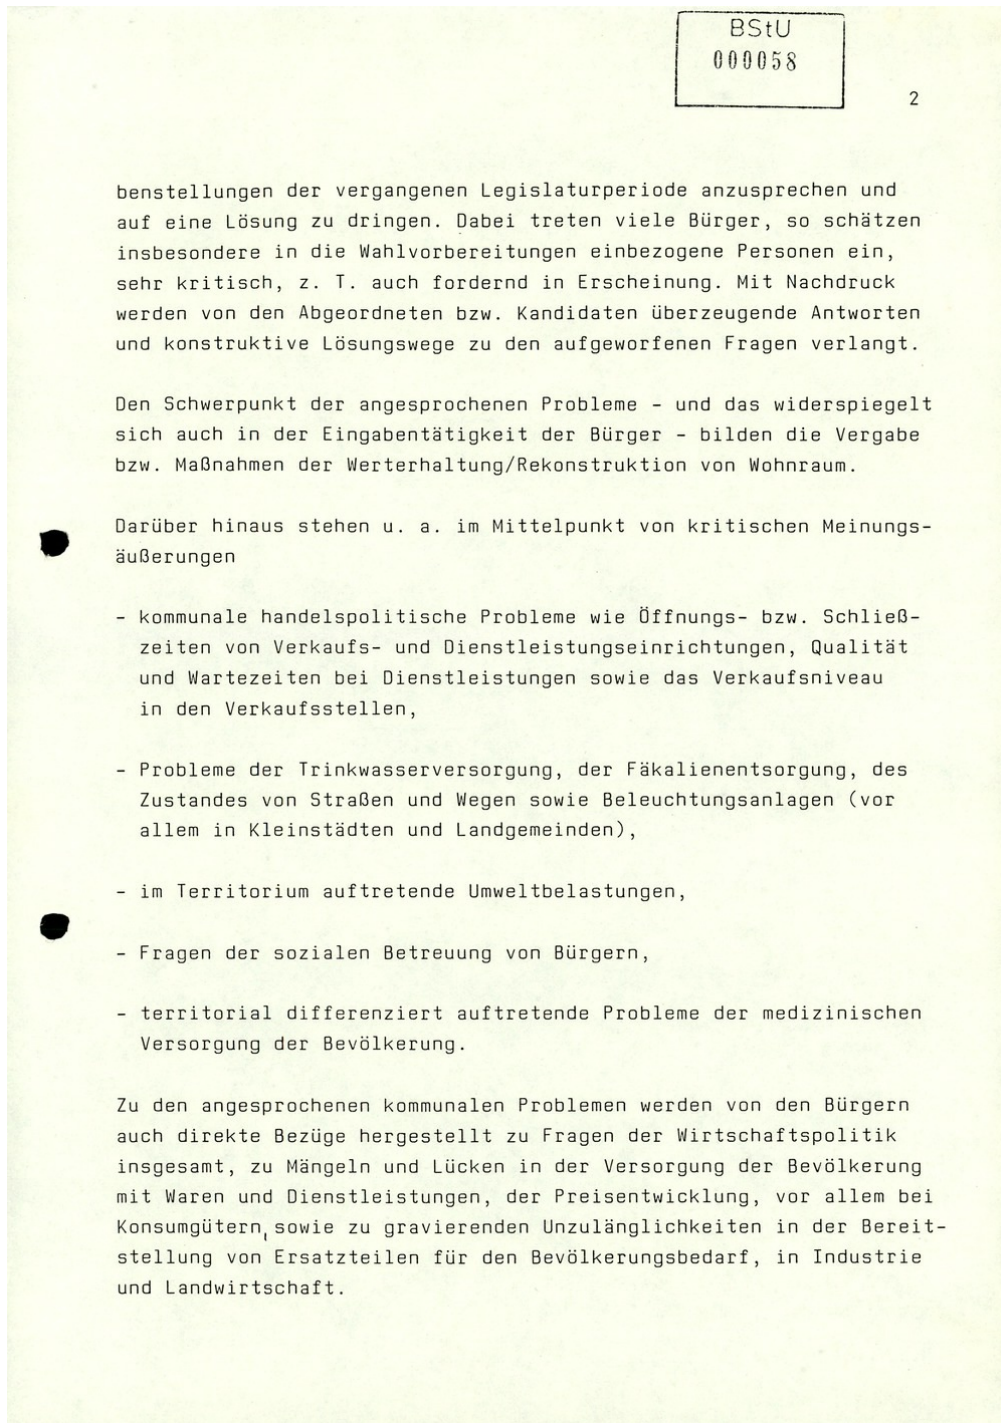 BStU
000058
2
benstellungen der vergangenen Legislaturperiode anzusprechen und
auf eine Lösung zu dringen. Dabei treten viele Bürger, so schätzen
insbesondere in die Wahlvorbereitungen einbezogene Personen ein,
sehr kritisch, z. T. auch fordernd in Erscheinung. Mit Nachdruck
werden von den Abgeordneten bzw. Kandidaten überzeugende Antworten
und konstruktive Lösungswege zu den aufgeworfenen Fragen verlangt.
Den Schwerpunkt der angesprochenen Probleme - und das widerspiegelt
sich auch in der Eingabentätigkeit der Bürger - bilden die Vergabe
bzw. Maßnahmen der Werterhaltung/Rekonstruktion von Wohnraum.
Darüber hinaus stehen u. a. im Mittelpunkt von kritischen Meinungs-
äußerungen
- kommunale handelspolitische Probleme wie Öffnungs- bzw. Schließ-
zeiten von Verkaufs- und Dienstleistungseinrichtungen, Qualität
und Wartezeiten bei Dienstleistungen sowie das Verkaufsniveau
in den Verkaufsstellen,
- Probleme der Trinkwasserversorgung, der Fäkalienentsorgung, des
Zustandes von Straßen und Wegen sowie Beleuchtungsanlagen (vor
allem in Kleinstädten und Landgemeinden),
- im Territorium auftretende Umweltbelastungen,
- Fragen der sozialen Betreuung von Bürgern,
- territorial differenziert auftretende Probleme der medizinischen
Versorgung der Bevölkerung.
Zu den angesprochenen kommunalen Problemen werden von den Bürgern
auch direkte Bezüge hergestellt zu Fragen der Wirtschaftspolitik
insgesamt, zu Mängeln und Lücken in der Versorgung der Bevölkerung
mit Waren und Dienstleistungen, der Preisentwicklung, vor allem bei
Konsumgütern, sowie zu gravierenden Unzulänglichkeiten in der Bereit-
stellung von Ersatzteilen für den Bevölkerungsbedarf, in Industrie
und Landwirtschaft.